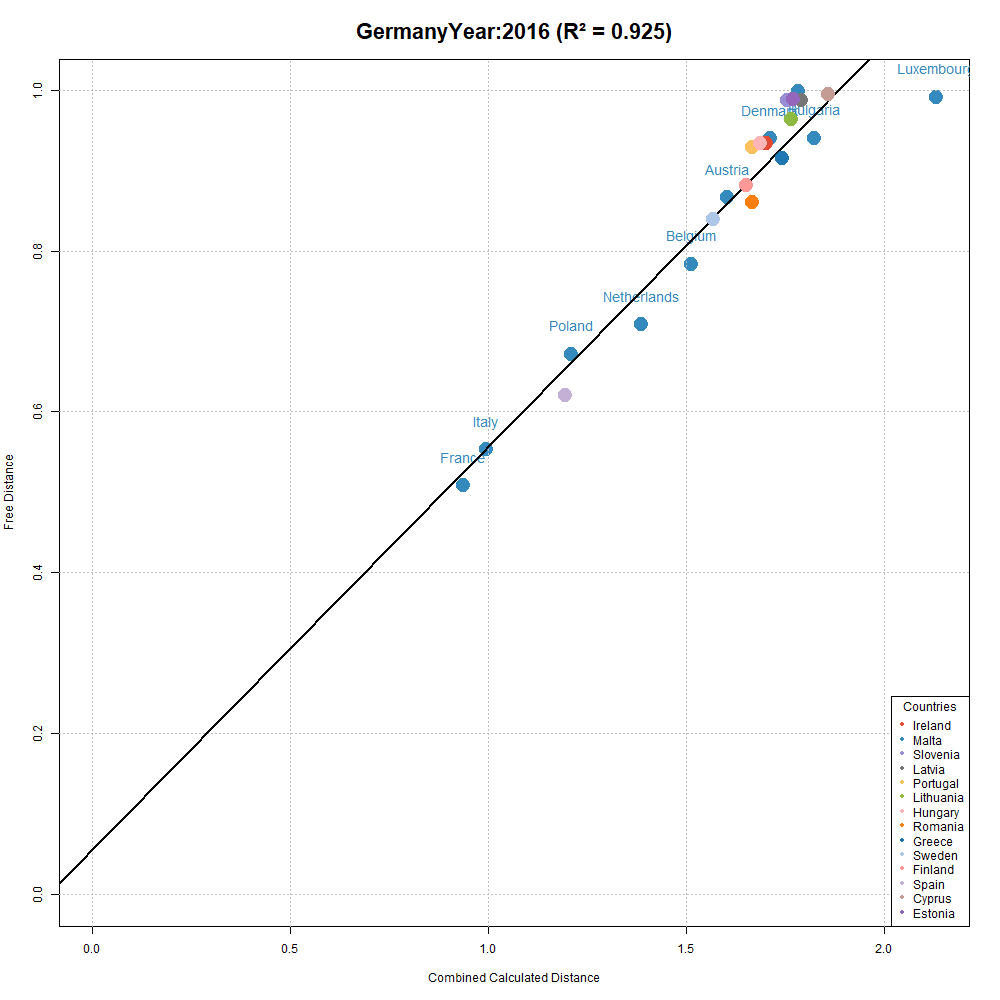 GermanyYear:2016 (R² = 0.925)
Luxembourg
Denmark
Bulgaria
Austria
Belgium
Netherlands
Poland
Italy
France
Free Distance
1.0
0.8
0.6
0.4
0.2
0.0
0.0
0.5
1.0
1.5
2.0
Combined Calculated Distance
Countries
Ireland
Malta
Slovenia
Latvia
Portugal
Lithuania
Hungary
Romania
Greece
Sweden
Finland
Spain
Cyprus
Estonia